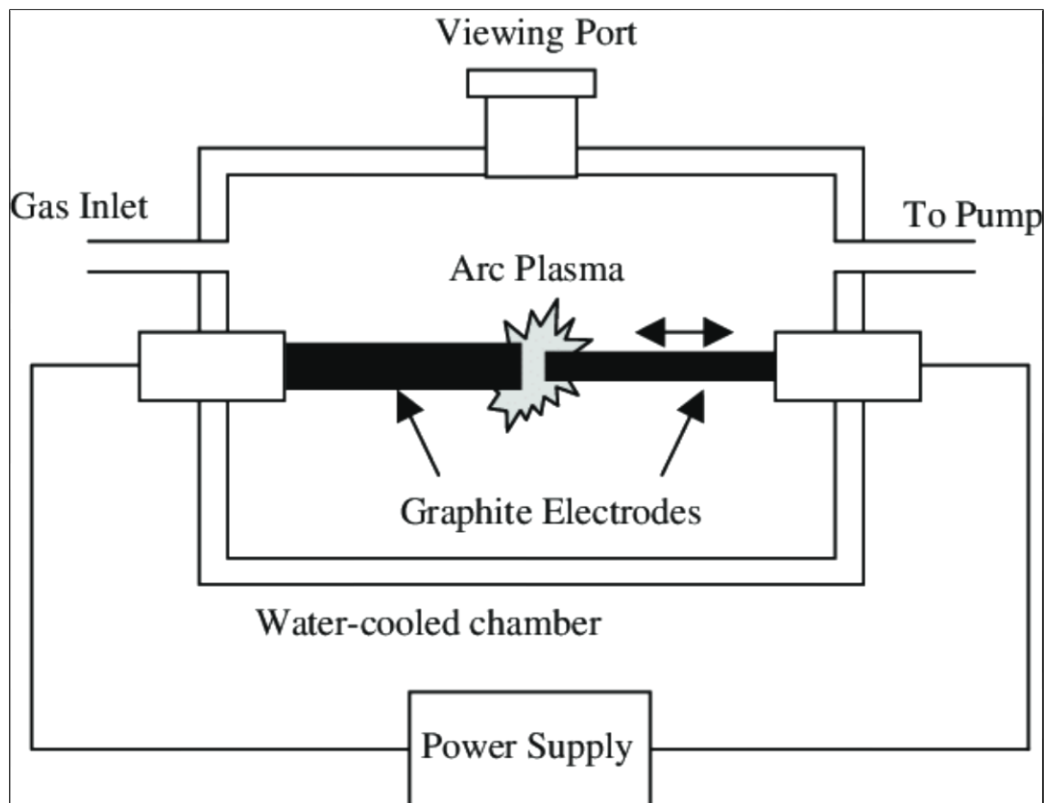 Viewing Port
Gas Inlet
To Pump
Arc Plasma
Graphite Electrodes
Water-cooled chamber
Power Supply